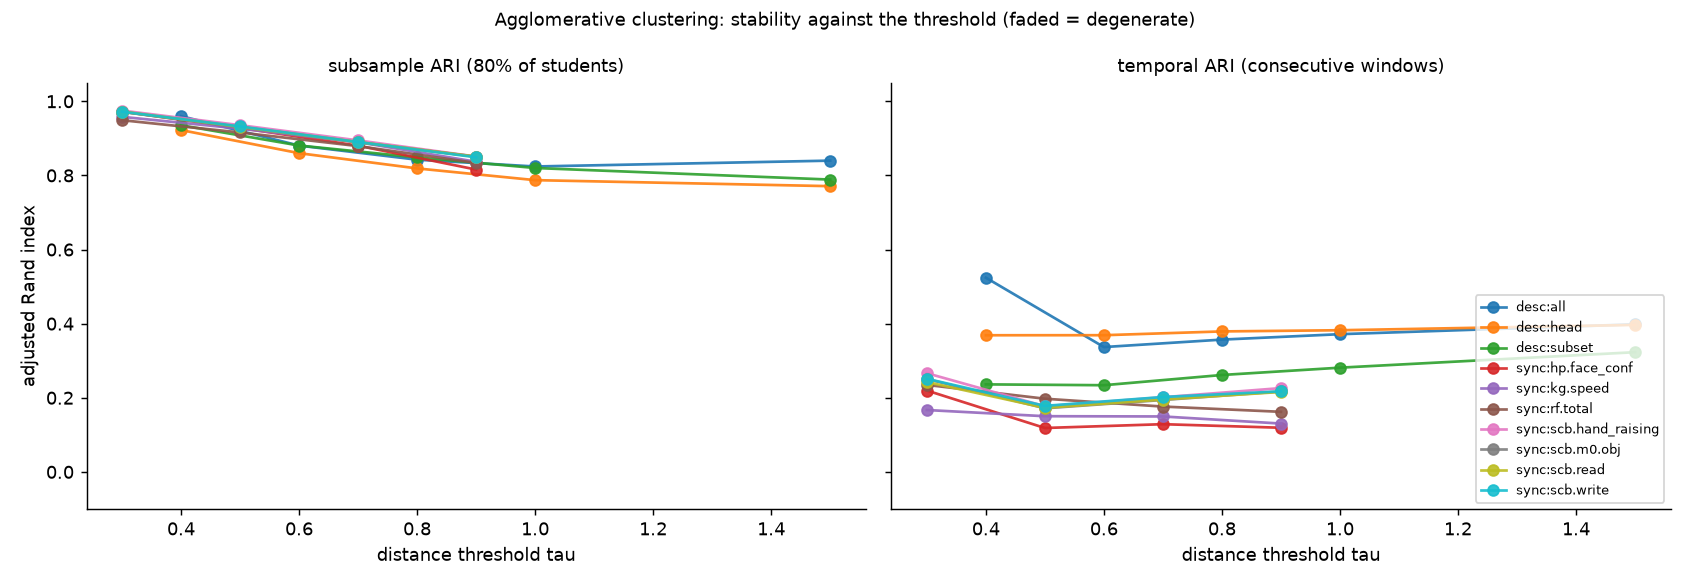 Agglomerative clustering: stability against the threshold (faded = degenerate)
subsample ARI (80% of students)
adjusted Rand index
1.0
0.8
0.6
0.4
0.2
0.0
0.4
0.6
0.8
1.0
1.2
1.4
distance threshold tau
temporal ARI (consecutive windows)
desc:all
desc:head
desc:subset
sync:hp.face_conf
sync:kg.speed
sync:rf.total
sync:scb.hand_raising
sync:scb.m0.obj
sync:scb.read
sync:scb.write
0.4
0.6
0.8
1.0
1.2
1.4
distance threshold tau